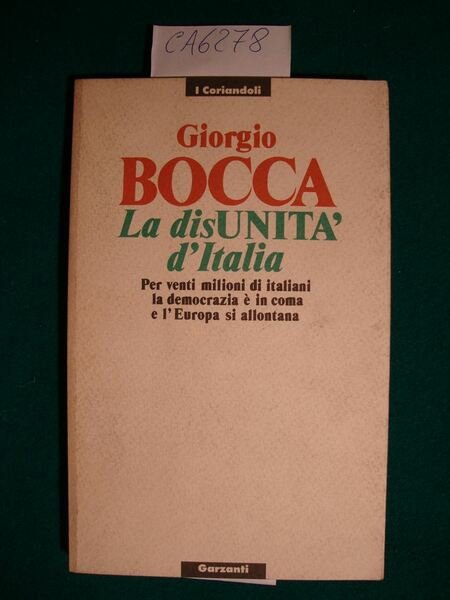 CA6278
I Coriandoli
Giorgio
BOCCA
La disUNITA'
d'Italia
Per venti milioni di italiani
la democrazia è in coma
e l'Europa si allontana
Garzanti